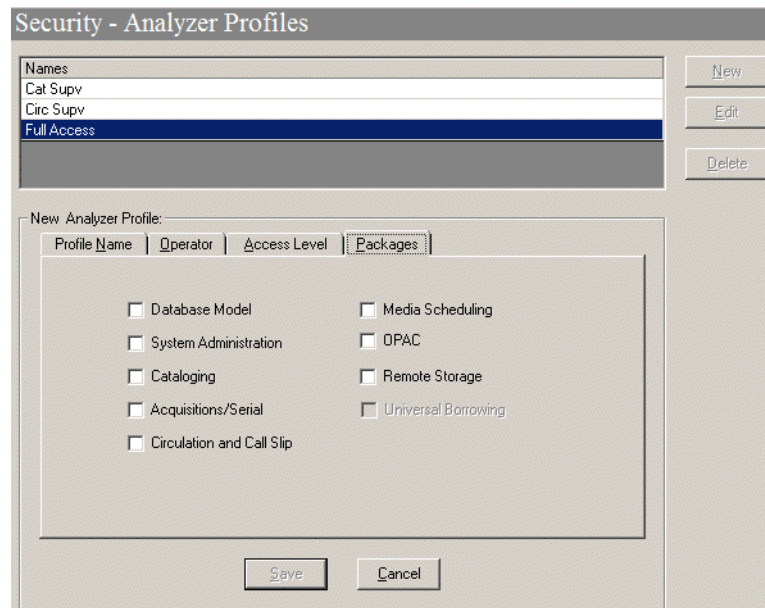 Security - Analyzer Profiles
Names
Cat Supv
Circ Supv
Full Access
New
Edit
Delete
New Analyzer Profile:
Profile Name
Operator
Access Level
Packages
Database Model
Media Scheduling
System Administration
OPAC
Cataloging
Remote Storage
Acquisitions/Serial
Universal Borrowing
Circulation and Call Slip
Save
Cancel